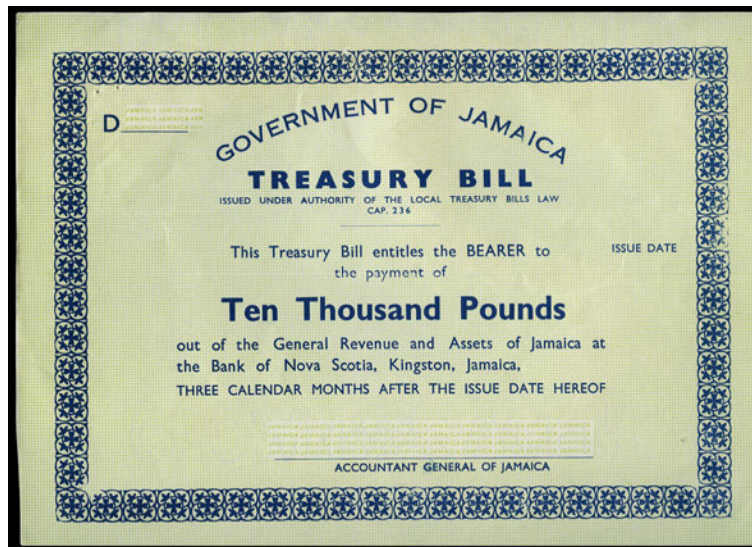 GOVERNMENT OF JAMAICA
D
TREASURY BILL
ISSUED UNDER AUTHORITY OF THE LOCAL TREASURY BILLS LAW
CAP. 236
This Treasury Bill entitles the BEARER to
ISSUE DATE
the payment of
Ten Thousand Pounds
out of the General Revenue and Assets of Jamaica at
the Bank of Nova Scotia, Kingston, Jamaica,
THREE CALENDAR MONTHS AFTER THE ISSUE DATE HEREOF
ACCOUNTANT GENERAL OF JAMAICA